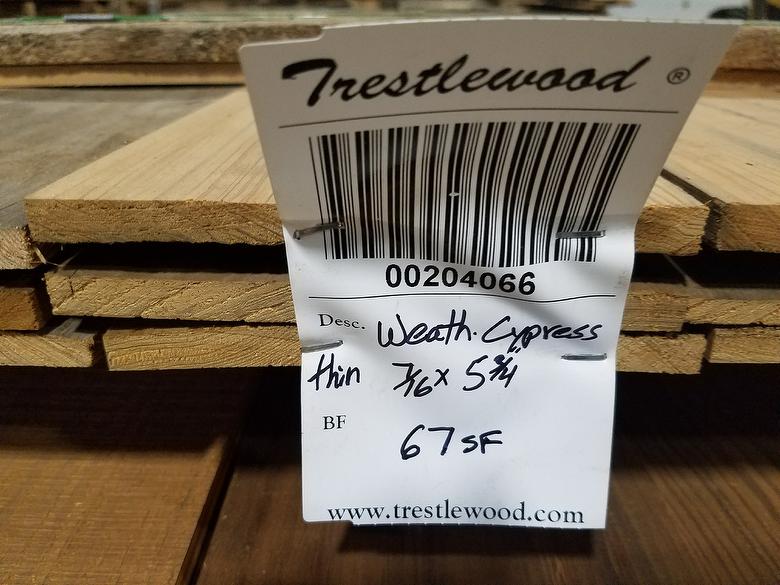 Trestlewood ®
00204066
Desc. Weath. Cypress
thin 7/16 x 5 3/4"
BF
67 SF
www.trestlewood.com